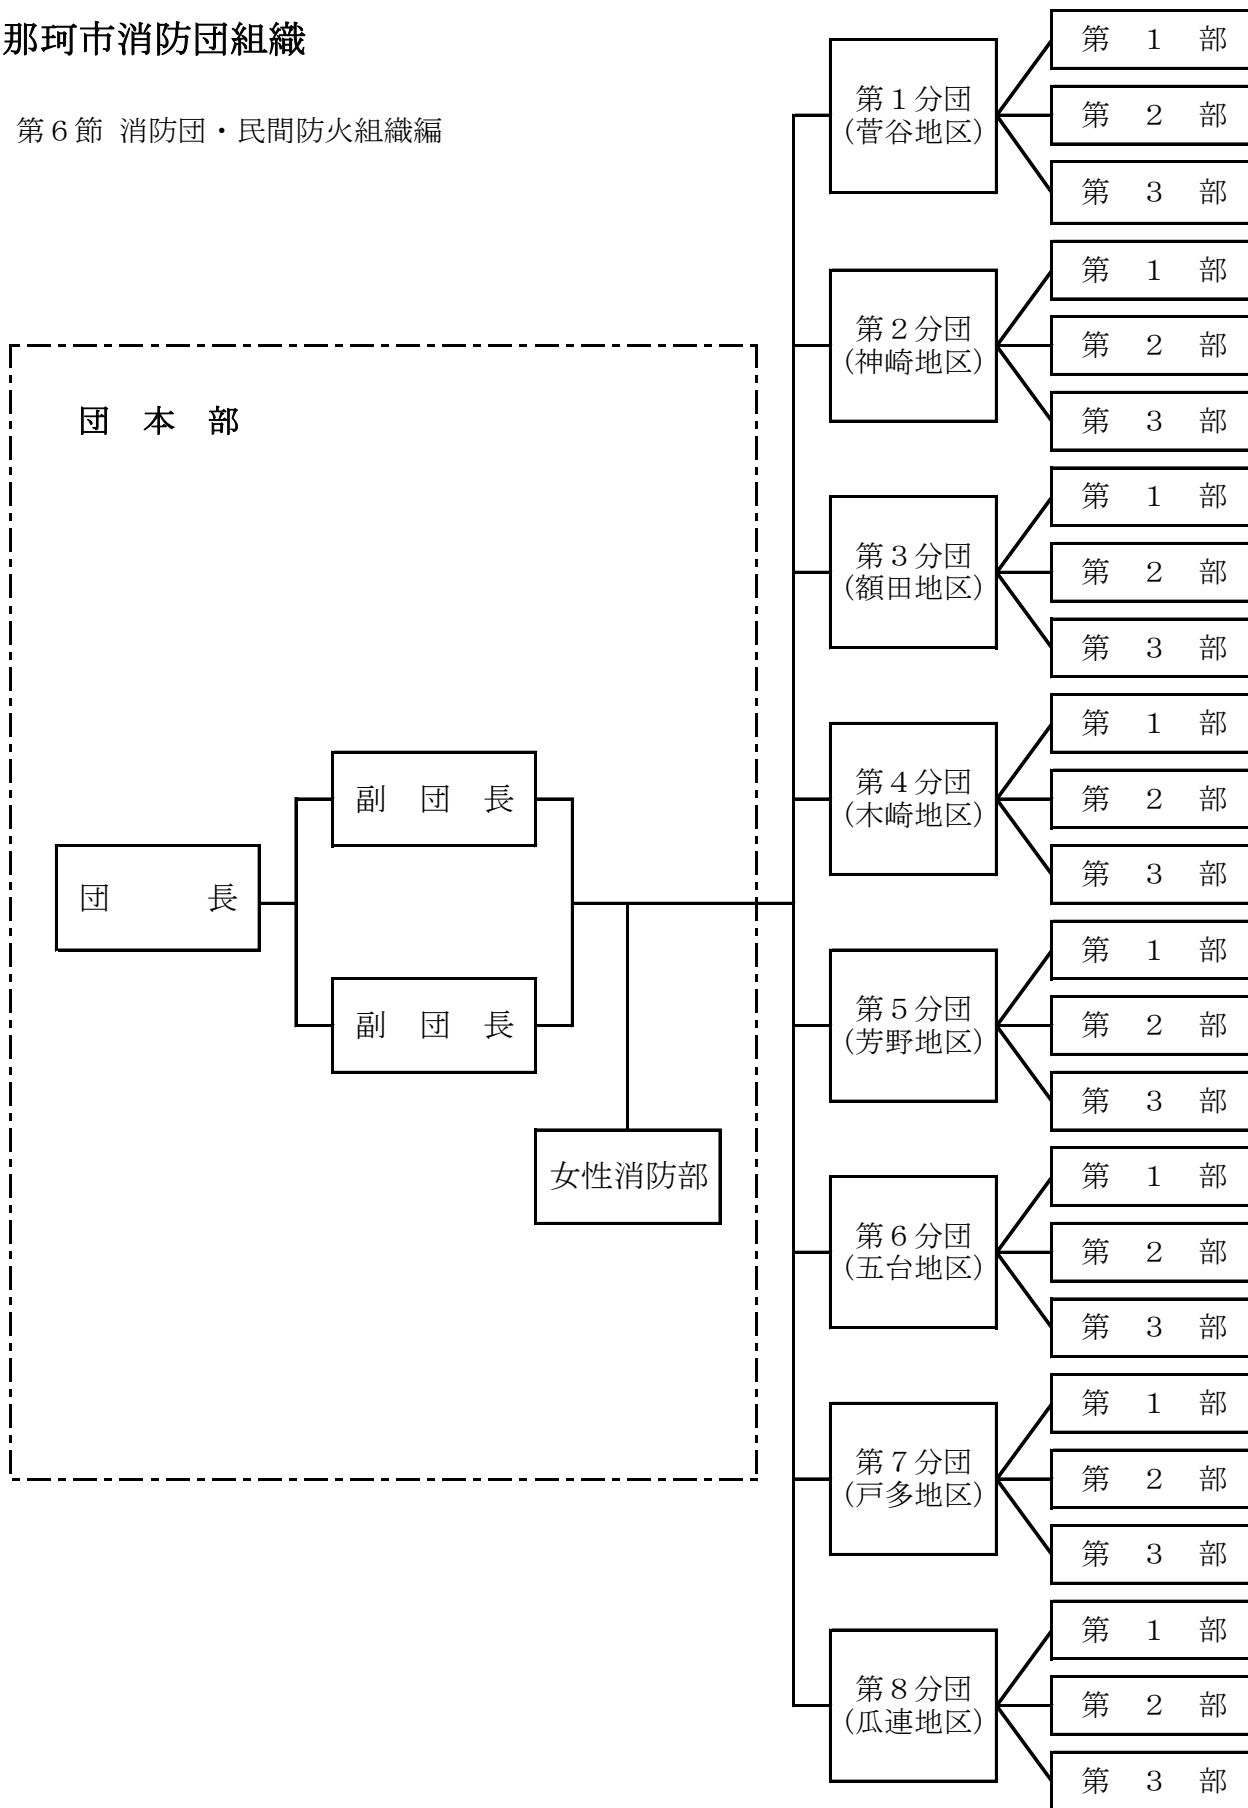 那珂市消防団組織
第６節 消防団・民間防火組織編
団 本 部
団 長
副 団 長
副 団 長
女性消防部
第１分団
(菅谷地区)
第 1 部
第 2 部
第 3 部
第２分団
(神崎地区)
第 1 部
第 2 部
第 3 部
第３分団
(額田地区)
第 1 部
第 2 部
第 3 部
第４分団
(木崎地区)
第 1 部
第 2 部
第 3 部
第５分団
(芳野地区)
第 1 部
第 2 部
第 3 部
第６分団
(五台地区)
第 1 部
第 2 部
第 3 部
第７分団
(戸多地区)
第 1 部
第 2 部
第 3 部
第８分団
(瓜連地区)
第 1 部
第 2 部
第 3 部